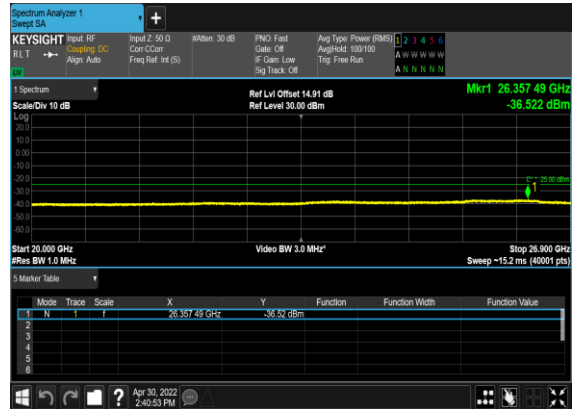 Spectrum Analyzer 1
Swept SA
+
KEYSIGHT Input: RF Input Z: 50 Ω #Atten: 30 dB PNO: Fast Avg Type: Power (RMS) 1 2 3 4 5 6
RLT Coupling: DC Corr CCorr Gate: Off Avg|Hold: 100/100 A W W W W W
Align: Auto Freq Ref: Int (S) IF Gain: Low Trig: Free Run
Sig Track: Off A N N N N N
1 Spectrum Ref Lvl Offset 14.91 dB Mkr1 26.357 49 GHz
Scale/Div 10 dB Ref Level 30.00 dBm -36.522 dBm
Log
20.0
10.0
0.00
-10.0
-20.0 25.00 dBm
-30.0 1
-40.0
-50.0
-60.0
Start 20.000 GHz Video BW 3.0 MHz* Stop 26.900 GHz
#Res BW 1.0 MHz Sweep ~15.2 ms (40001 pts)
5 Marker Table
Mode Trace Scale X Y Function Function Width Function Value
1 N 1 f 26.357 49 GHz -36.52 dBm
2
3
4
5
6
? Apr 30, 2022
2:40:53 PM